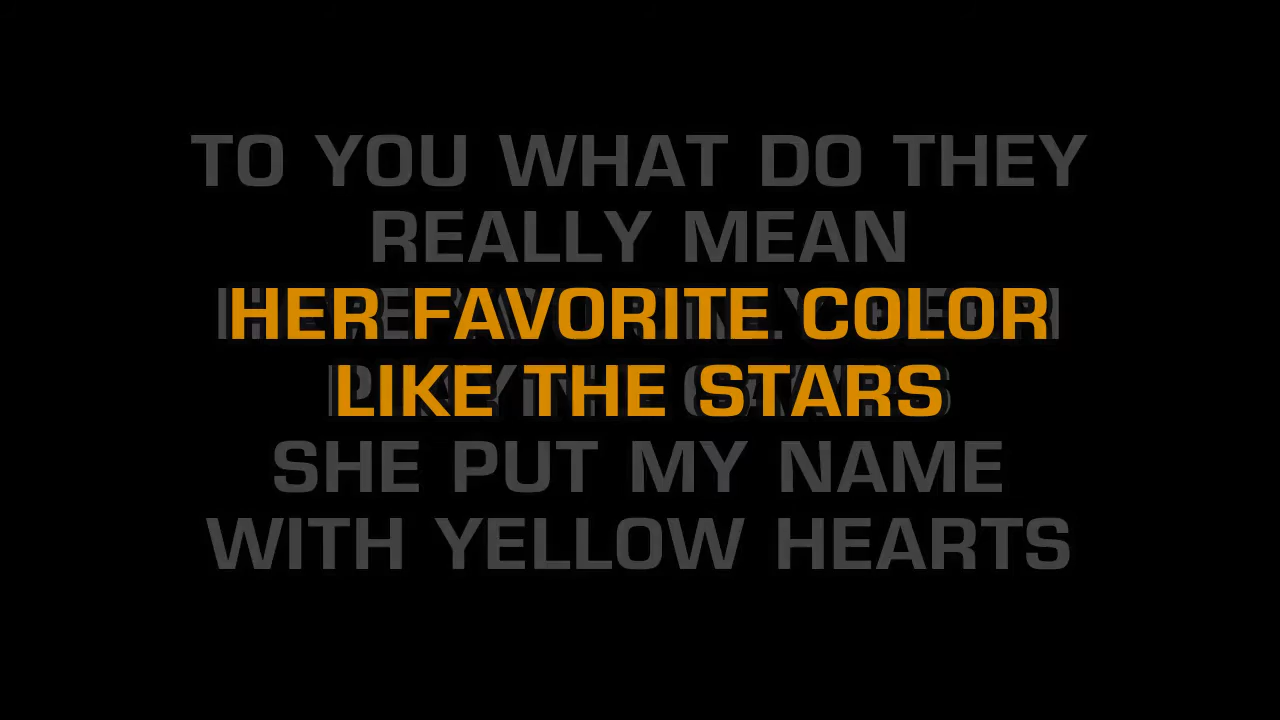 TO YOU WHAT DO THEY
REALLY MEAN
HER FAVORITE COLOR
LIKE THE STARS
SHE PUT MY NAME
WITH YELLOW HEARTS